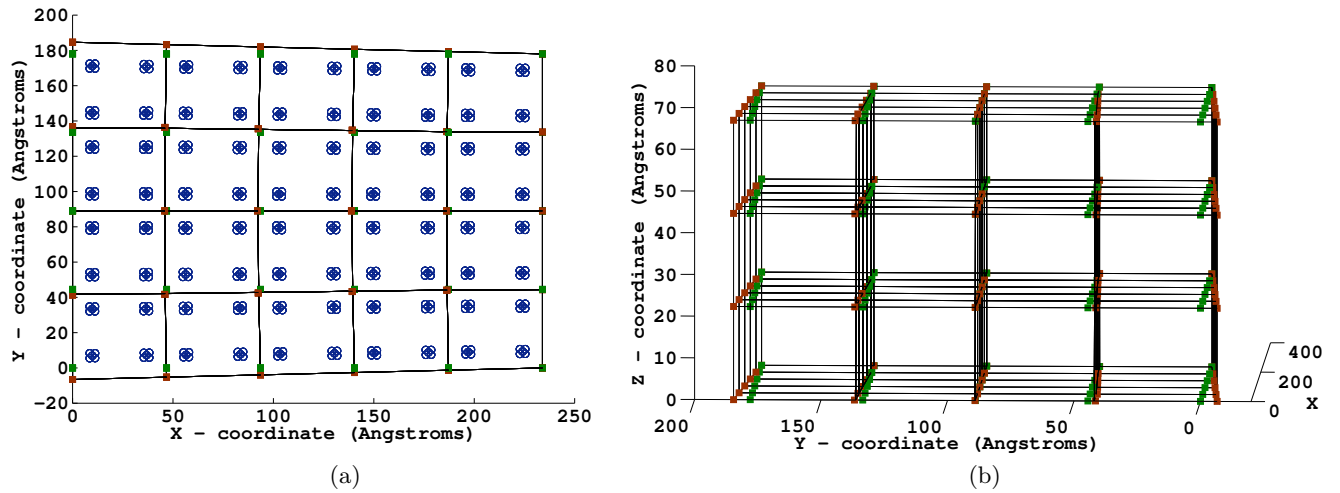 200
180
160
140
120
100
80
60
40
20
0
−20
Y − coordinate (Angstroms)
0 50 100 150 200 250
X − coordinate (Angstroms)
(a)
80
70
60
50
40
30
20
10
0
Z − coordinate (Angstroms)
200 150 100 50 0
Y − coordinate (Angstroms)
400
200
0 X
(b)